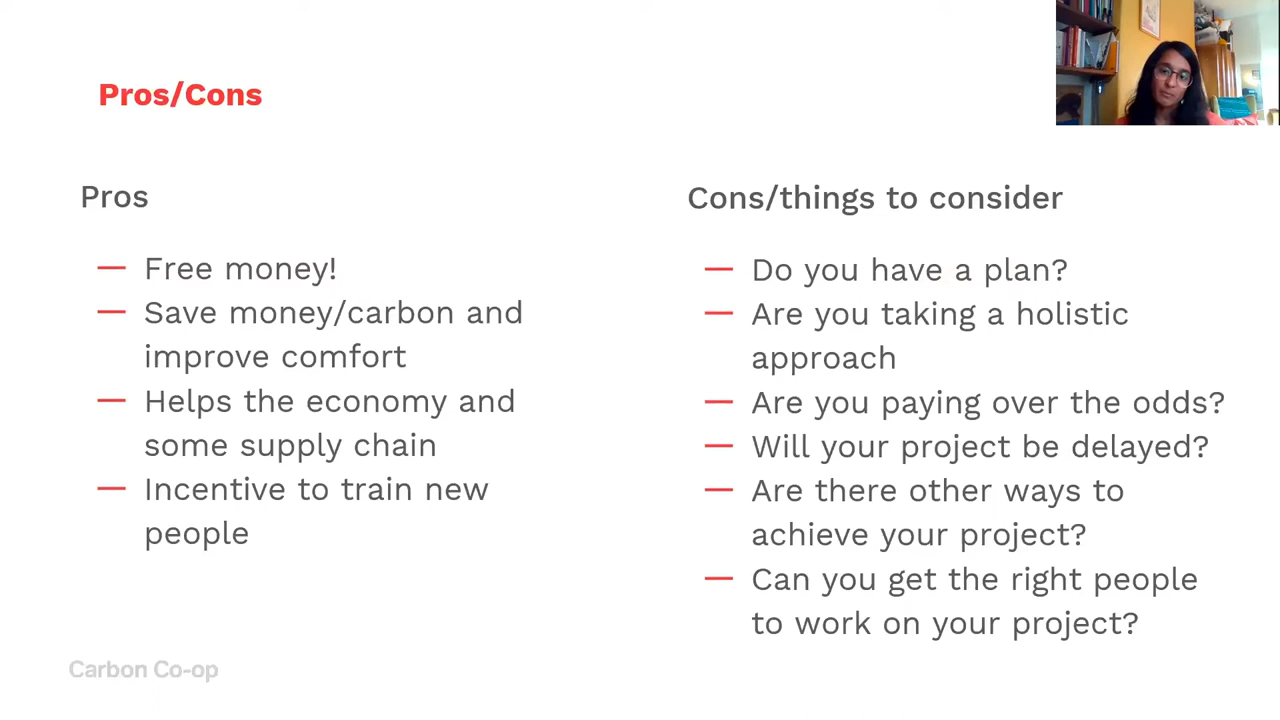 Pros/Cons
Pros
— Free money!
— Save money/carbon and
improve comfort
— Helps the economy and
some supply chain
— Incentive to train new
people
Cons/things to consider
— Do you have a plan?
— Are you taking a holistic
approach
— Are you paying over the odds?
— Will your project be delayed?
— Are there other ways to
achieve your project?
— Can you get the right people
to work on your project?
Carbon Co-op